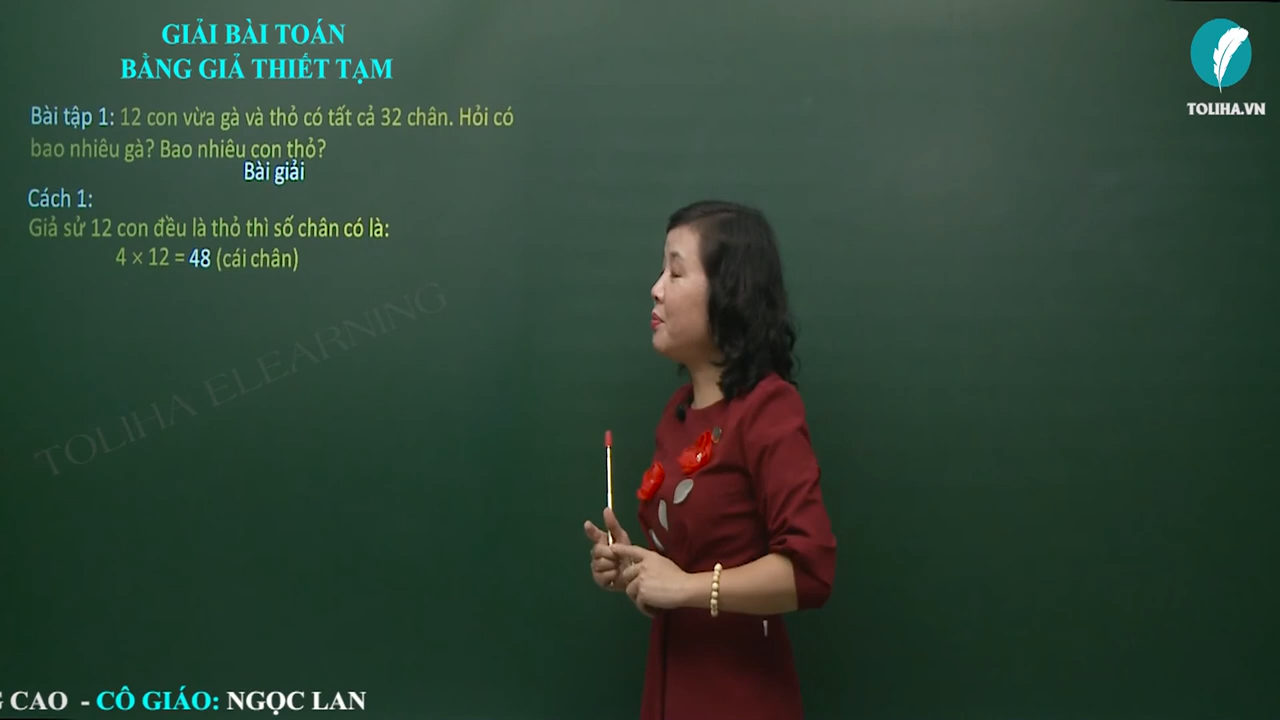 GIẢI BÀI TOÁN
BẰNG GIẢ THIẾT TẠM
TOLIHA.VN
Bài tập 1: 12 con vừa gà và thỏ có tất cả 32 chân. Hỏi có
bao nhiêu gà? Bao nhiêu con thỏ?
Bài giải
Cách 1:
Giả sử 12 con đều là thỏ thì số chân có là:
4 × 12 = 48 (cái chân)
TOLIHA ELEARNING
G CAO - CÔ GIÁO: NGỌC LAN